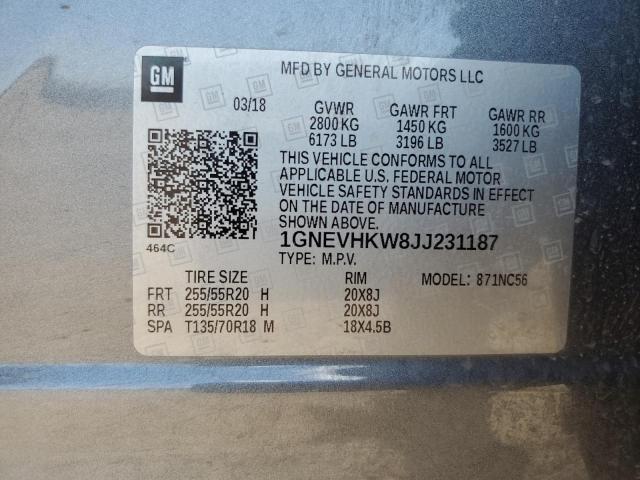 GM
MFD BY GENERAL MOTORS LLC
03/18
GVWR GAWR FRT GAWR RR
2800 KG 1450 KG 1600 KG
6173 LB 3196 LB 3527 LB
THIS VEHICLE CONFORMS TO ALL
APPLICABLE U.S. FEDERAL MOTOR
VEHICLE SAFETY STANDARDS IN EFFECT
ON THE DATE OF MANUFACTURE SHOWN ABOVE.
464C
1GNEVHKW8JJ231187
TYPE: M.P.V.
TIRE SIZE RIM MODEL: 871NC56
FRT 255/55R20 H 20X8J
RR 255/55R20 H 20X8J
SPA T135/70R18 M 18X4.5B